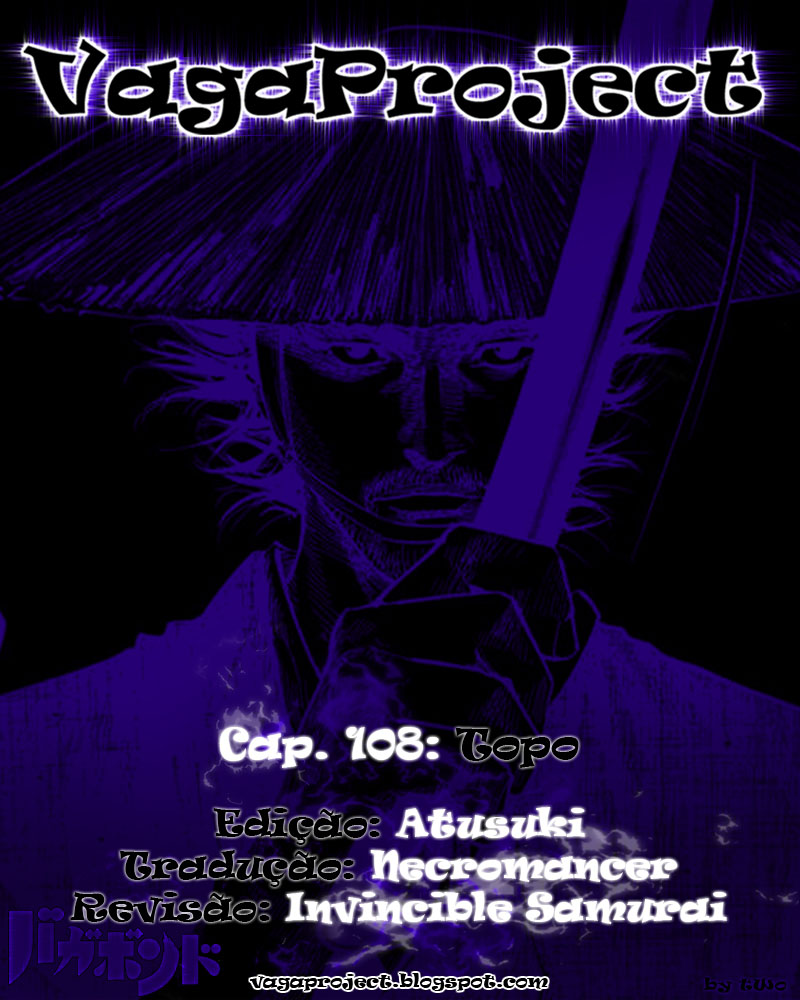 VagaProject
Cap. 108: Topo
Edição: Atusuki
Tradução: Necromancer
Revisão: Invincible Samurai
バガボンド
vagaproject.blogspot.com
by tWo